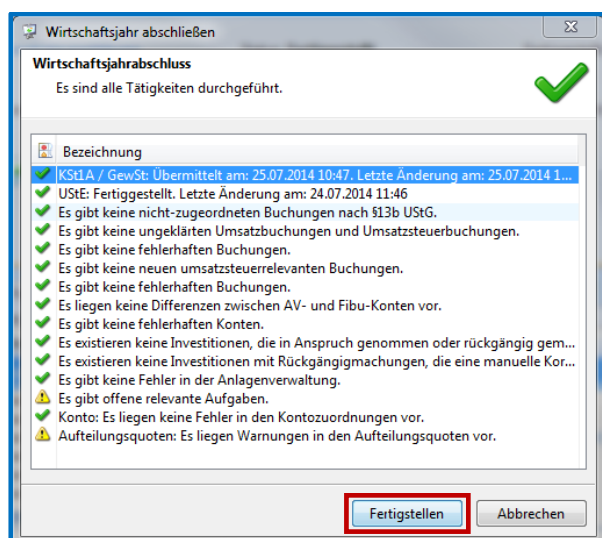 Wirtschaftsjahr abschließen
Wirtschaftsjahrabschluss
Es sind alle Tätigkeiten durchgeführt.
Bezeichnung
KSt1A / GewSt: Übermittelt am: 25.07.2014 10:47. Letzte Änderung am: 25.07.2014 1...
UStE: Fertiggestellt. Letzte Änderung am: 24.07.2014 11:46
Es gibt keine nicht-zugeordneten Buchungen nach §13b UStG.
Es gibt keine ungeklärten Umsatzbuchungen und Umsatzsteuerbuchungen.
Es gibt keine fehlerhaften Buchungen.
Es gibt keine neuen umsatzsteuerrelevanten Buchungen.
Es gibt keine fehlerhaften Buchungen.
Es liegen keine Differenzen zwischen AV- und Fibu-Konten vor.
Es gibt keine fehlerhaften Konten.
Es existieren keine Investitionen, die in Anspruch genommen oder rückgängig gem...
Es existieren keine Investitionen mit Rückgängigmachungen, die eine manuelle Kor...
Es gibt keine Fehler in der Anlagenverwaltung.
Es gibt offene relevante Aufgaben.
Konto: Es liegen keine Fehler in den Kontozuordnungen vor.
Aufteilungsquoten: Es liegen Warnungen in den Aufteilungsquoten vor.
Fertigstellen Abbrechen